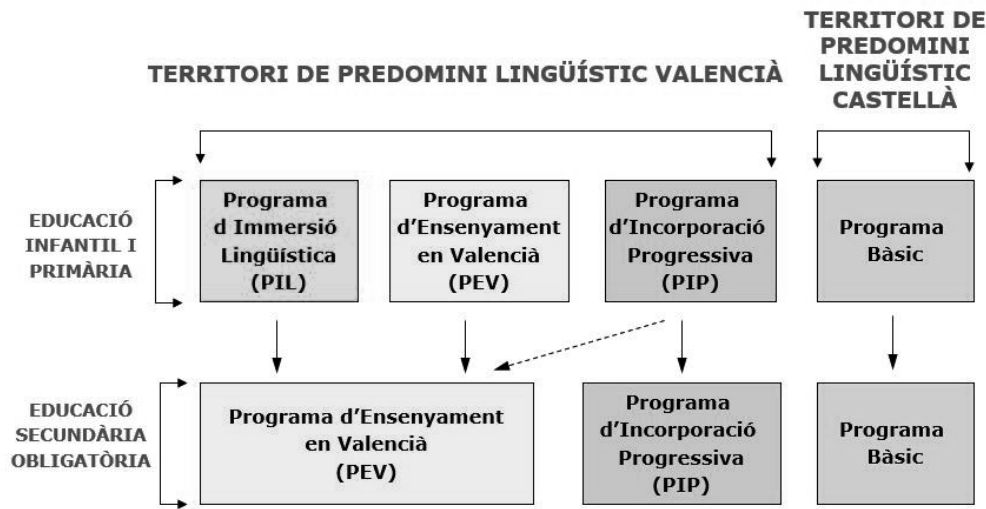 TERRITORI DE PREDOMINI LINGÜÍSTIC VALENCIÀ
TERRITORI DE
PREDOMINI
LINGÜÍSTIC
CASTELLÀ
EDUCACIÓ
INFANTIL I
PRIMÀRIA
Programa
d Immersió
Lingüística
(PIL)
Programa
d'Ensenyament
en Valencià
(PEV)
Programa
d'Incorporació
Progressiva
(PIP)
Programa
Bàsic
EDUCACIÓ
SECUNDÀRIA
OBLIGATÒRIA
Programa d'Ensenyament
en Valencià
(PEV)
Programa
d'Incorporació
Progressiva
(PIP)
Programa
Bàsic